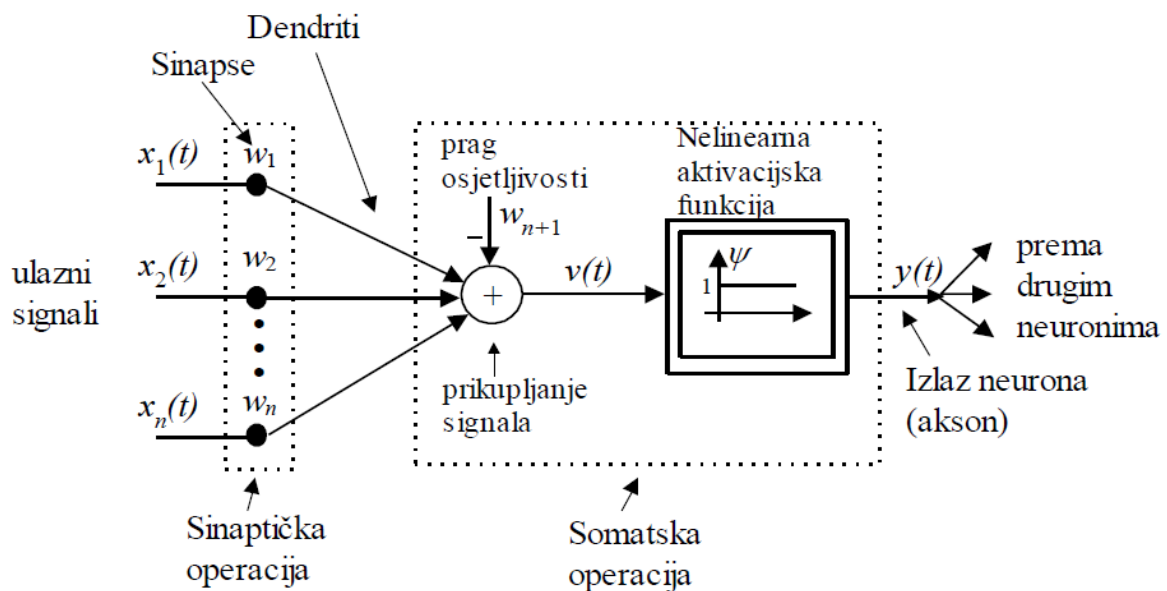 Dendriti
Sinapse
x₁(t)
w₁
prag
osjetljivosti
Nelinearna
aktivacijska
funkcija
– wₙ₊₁
ulazni
signali
x₂(t)
w₂
+
v(t)
ψ
1
y(t)
prema
drugim
neuronima
xₙ(t)
wₙ
prikupljanje
signala
Izlaz neurona
(akson)
Sinaptička
operacija
Somatska
operacija